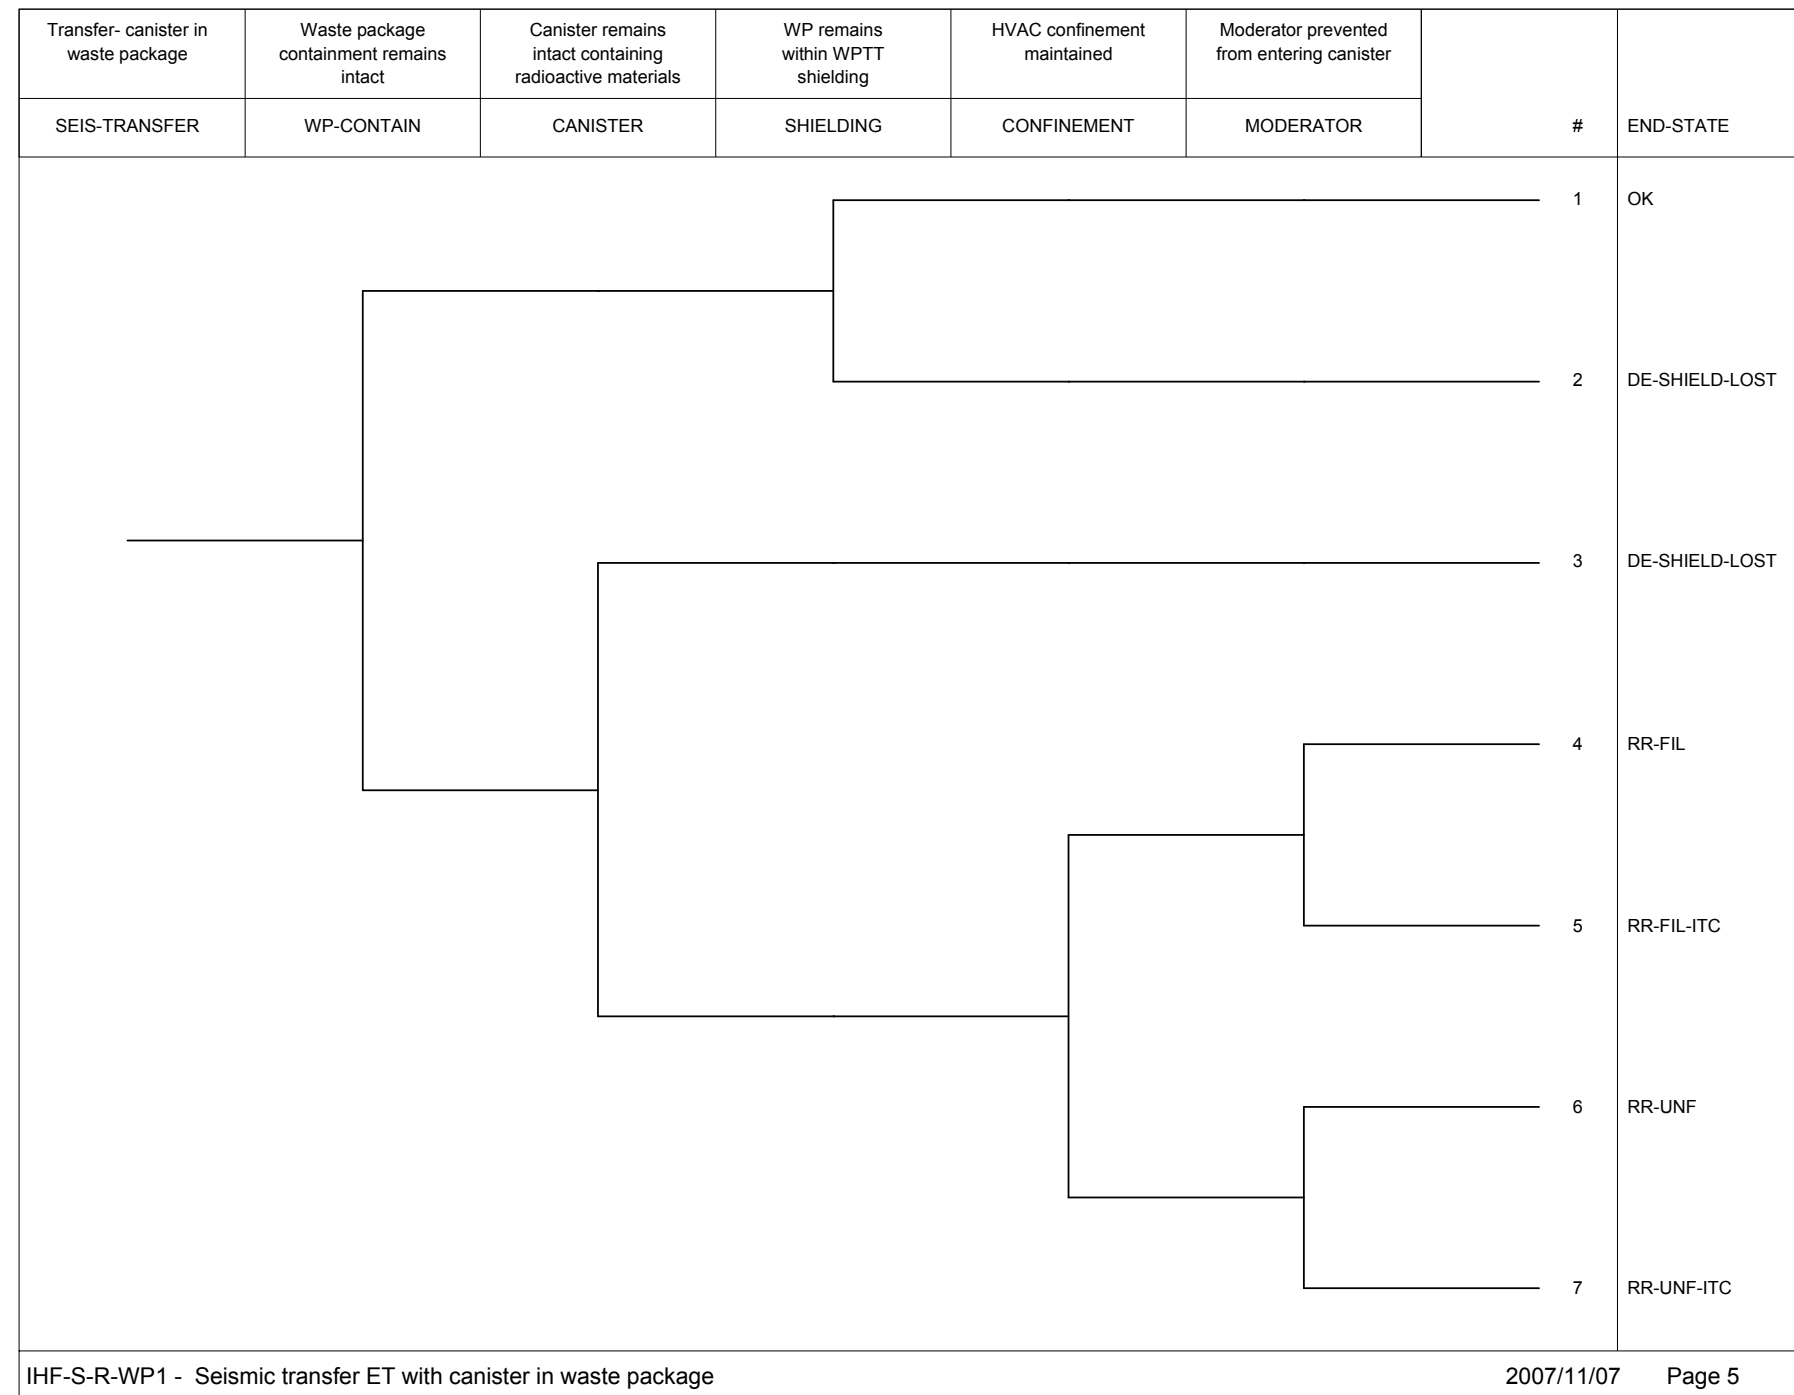 Transfer- canister in
waste package
Waste package
containment remains
intact
Canister remains
intact containing
radioactive materials
WP remains
within WPTT
shielding
HVAC confinement
maintained
Moderator prevented
from entering canister
SEIS-TRANSFER
WP-CONTAIN
CANISTER
SHIELDING
CONFINEMENT
MODERATOR
#
END-STATE
1 OK
2 DE-SHIELD-LOST
3 DE-SHIELD-LOST
4 RR-FIL
5 RR-FIL-ITC
6 RR-UNF
7 RR-UNF-ITC
IHF-S-R-WP1 - Seismic transfer ET with canister in waste package 2007/11/07 Page 5